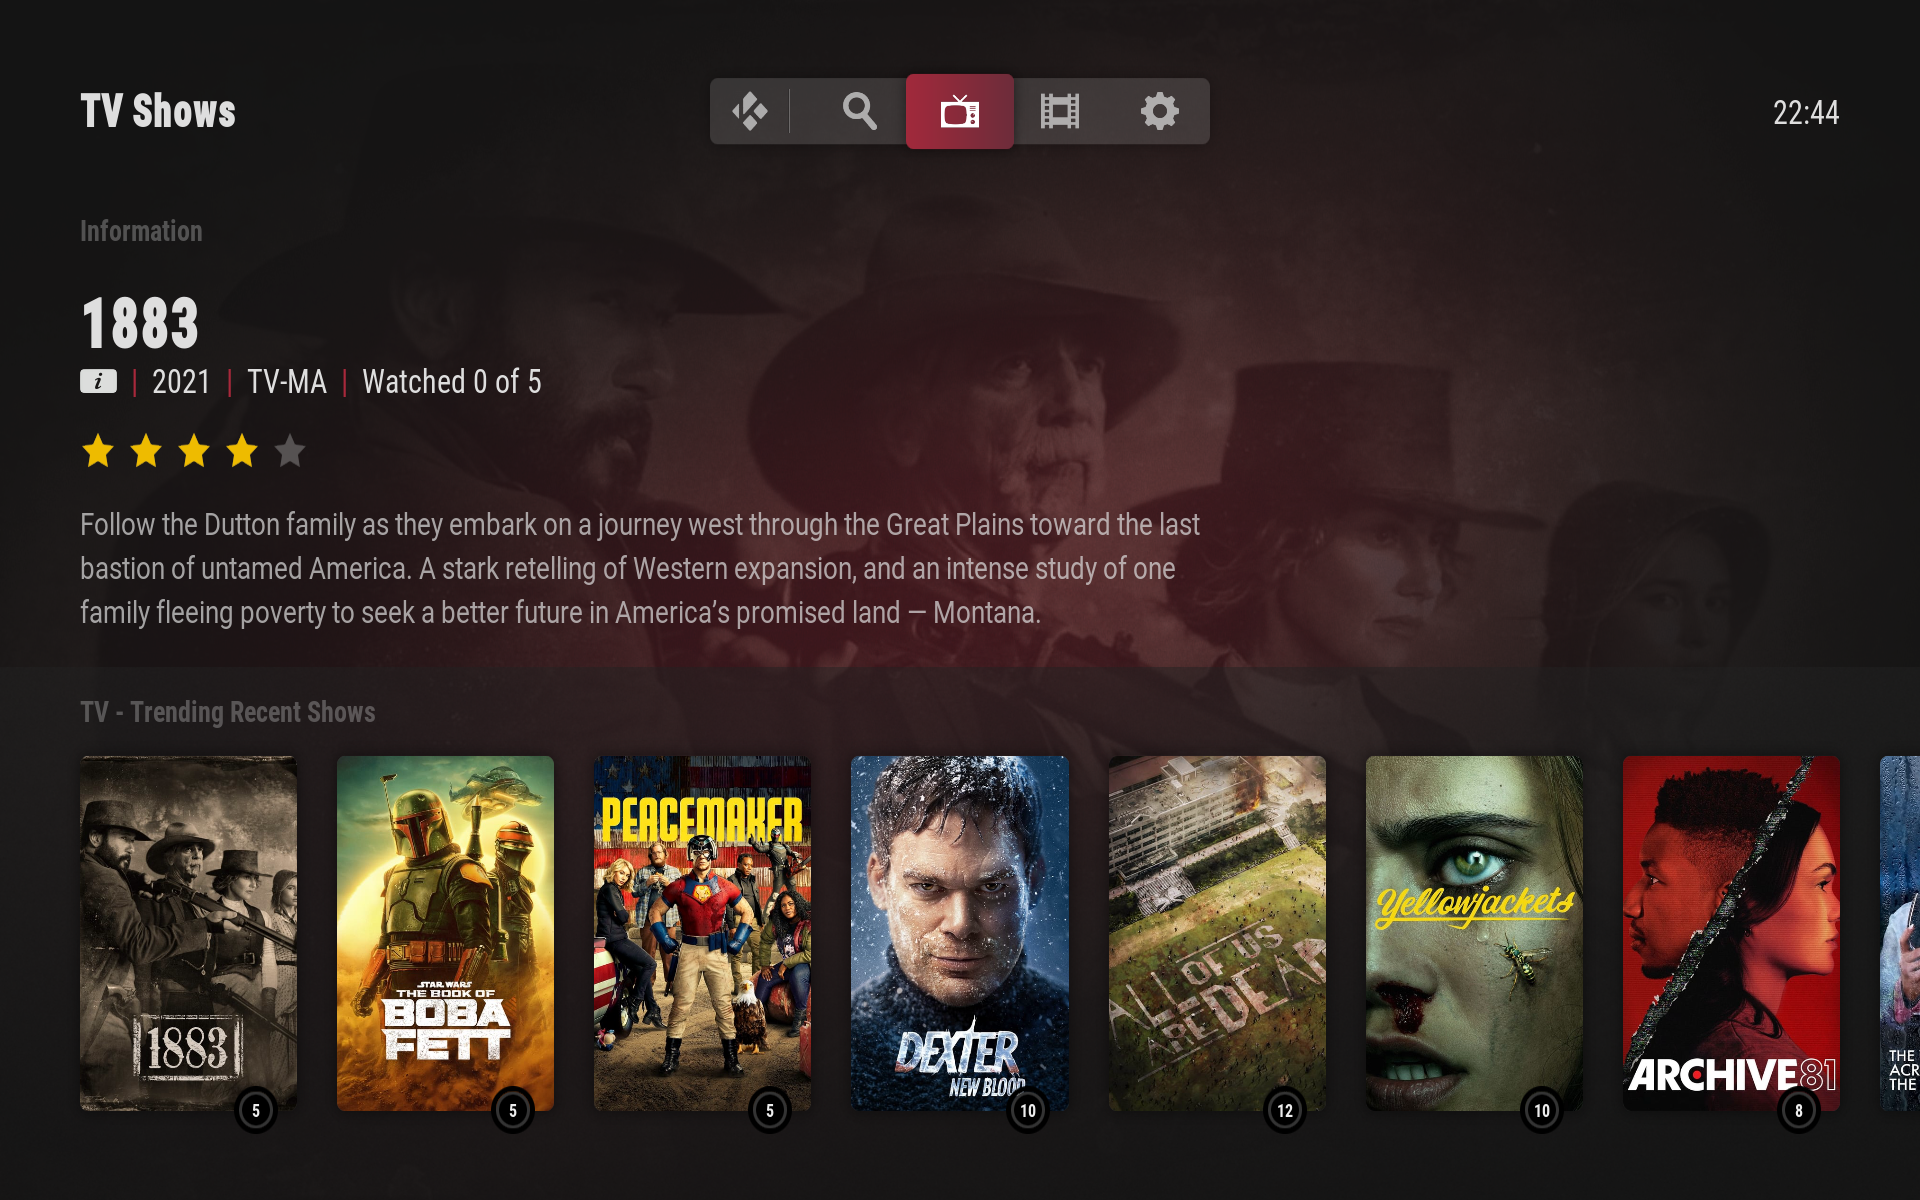 TV Shows
22:44
Information
1883
i | 2021 | TV-MA | Watched 0 of 5
Follow the Dutton family as they embark on a journey west through the Great Plains toward the last
bastion of untamed America. A stark retelling of Western expansion, and an intense study of one
family fleeing poverty to seek a better future in America’s promised land — Montana.
TV - Trending Recent Shows
1883
5
STAR WARS
THE BOOK OF
BOBA
FETT
5
PEACEMAKER
5
DEXTER
NEW BLOOD
10
ALL OF US
ARE DEAD
12
Yellowjackets
10
ARCHIVE 81
8
THE
ACR
THE